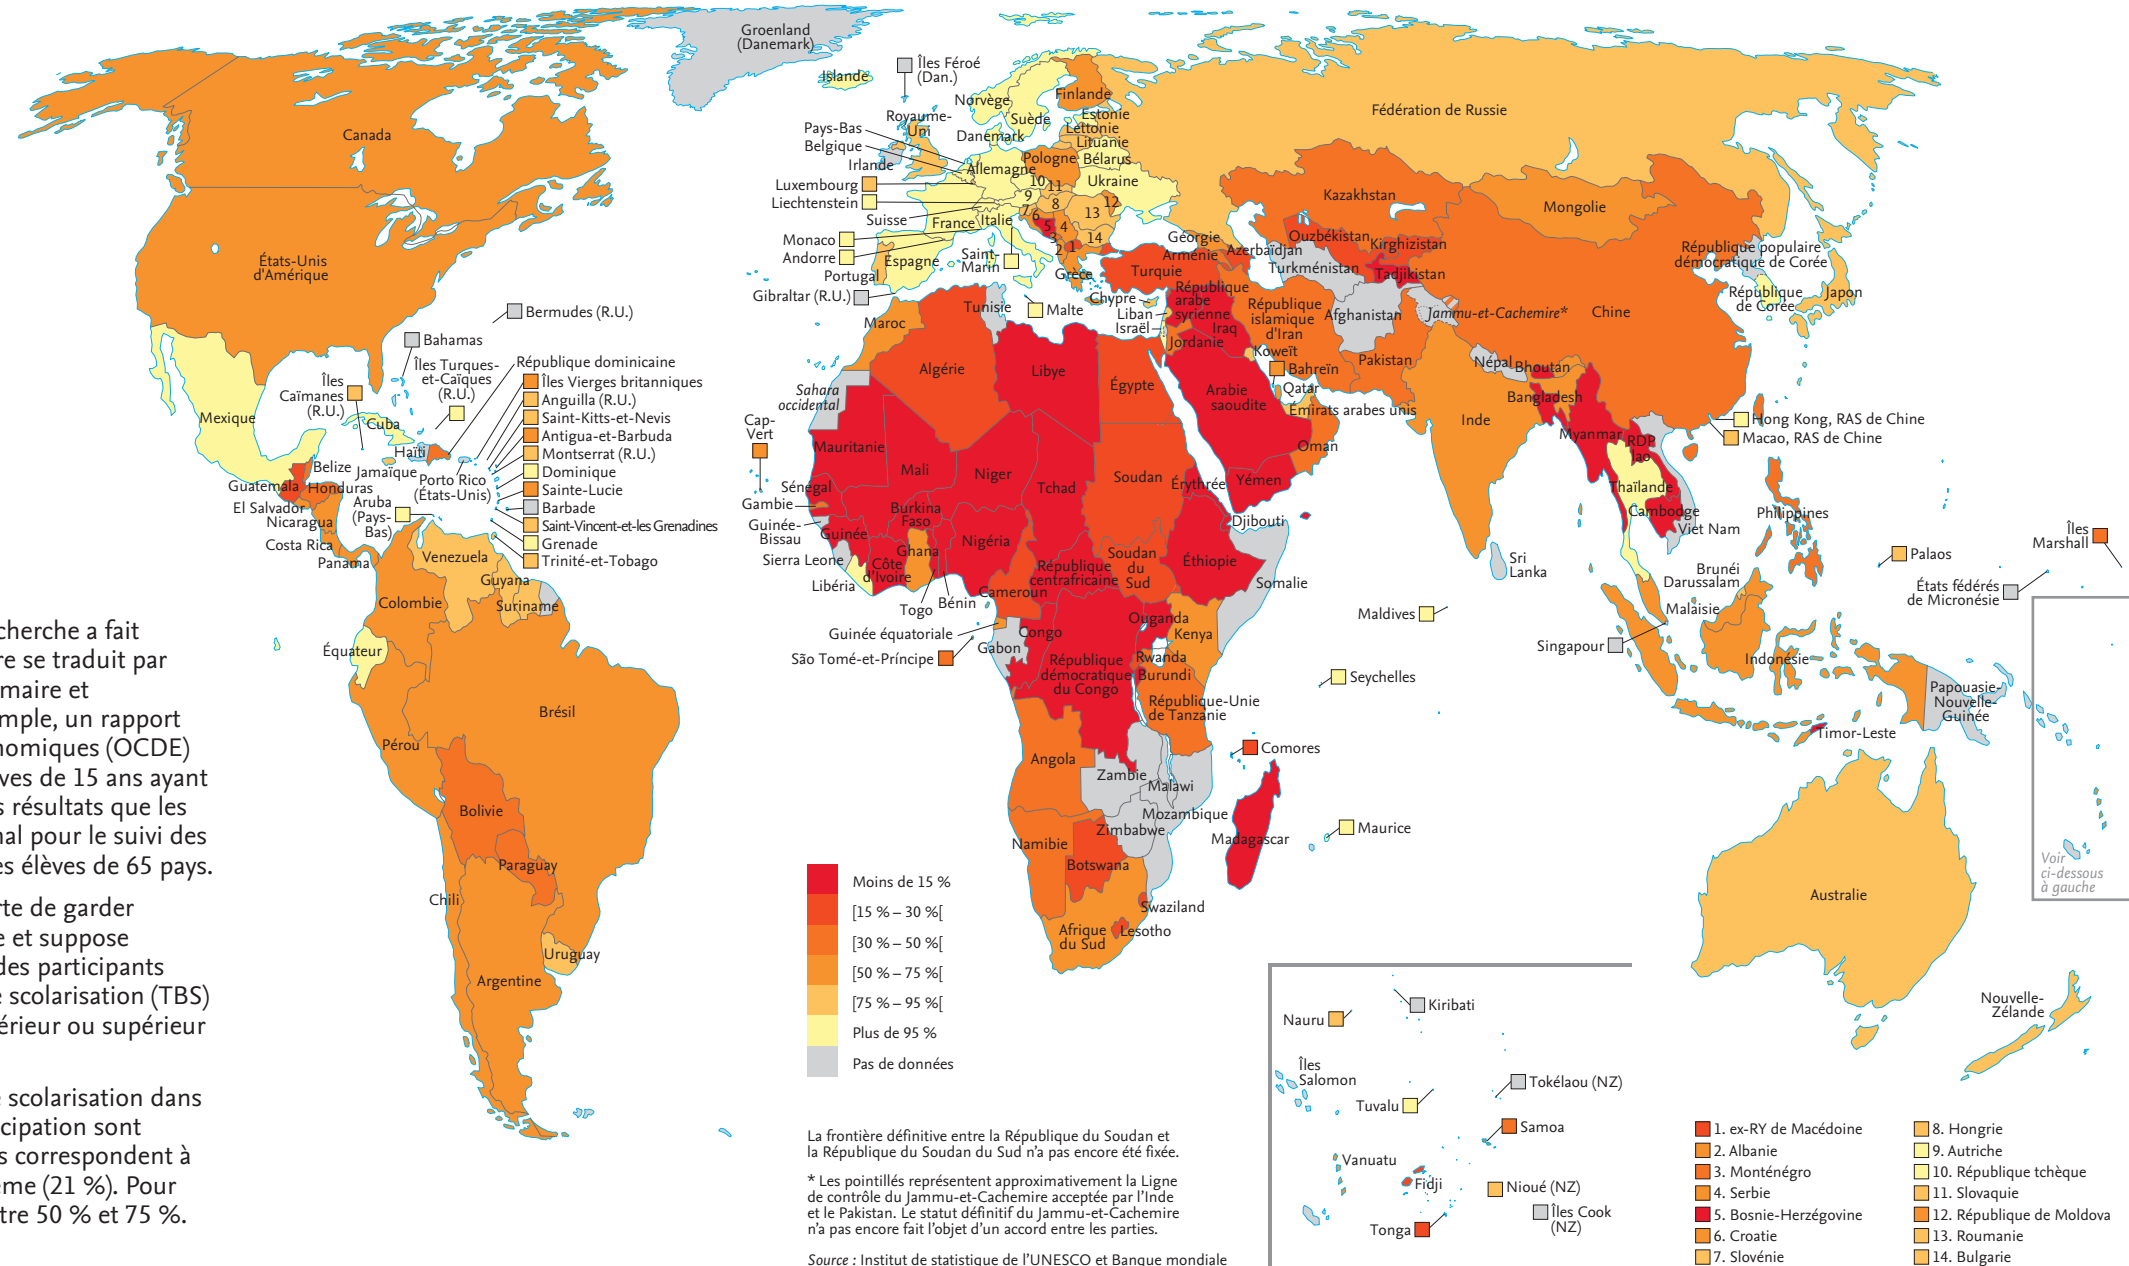 Groenland
(Danemark)
Islande
Îles Féroé
(Dan.)
Norvège
Suède
Finlande
Estonie
Lettonie
Lituanie
Danemark
Royaume-
Uni
Pays-Bas
Belgique
Irlande
Luxembourg
Liechtenstein
Suisse
Allemagne
Pologne
Bélarus
Ukraine
10
11
9
8
7
6
5
4
3
2
1
12
13
14
France
Italie
Monaco
Andorre
Portugal
Espagne
Saint-
Marin
Gibraltar (R.U.)
Malte
Grèce
Fédération de Russie
Canada
États-Unis
d'Amérique
Kazakhstan
Mongolie
Géorgie
Arménie
Azerbaïdjan
Turquie
Ouzbékistan
Kirghizistan
Turkménistan
Tadjikistan
République populaire
démocratique de Corée
République
de Corée
Japon
Chypre
Liban
Israël
République
arabe
syrienne
Iraq
Jordanie
République
islamique
d'Iran
Afghanistan
Jammu-et-Cachemire*
Chine
Koweït
Bahreïn
Qatar
Émirats arabes unis
Pakistan
Népal
Bhoutan
Bangladesh
Inde
Oman
Arabie
saoudite
Yémen
Myanmar
RDP
lao
Thaïlande
Cambodge
Viet Nam
Hong Kong, RAS de Chine
Macao, RAS de Chine
Philippines
Sri
Lanka
Maldives
Brunéi
Darussalam
Malaisie
Singapour
Indonésie
Palaos
Îles
Marshall
États fédérés
de Micronésie
Papouasie-
Nouvelle-
Guinée
Timor-Leste
Australie
Nouvelle-
Zélande
Voir
ci-dessous
à gauche
Bermudes (R.U.)
Bahamas
Îles Turques-
et-Caïques
(R.U.)
République dominicaine
Îles Vierges britanniques
Anguilla (R.U.)
Saint-Kitts-et-Nevis
Antigua-et-Barbuda
Montserrat (R.U.)
Dominique
Sainte-Lucie
Barbade
Saint-Vincent-et-les Grenadines
Grenade
Trinité-et-Tobago
Îles
Caïmanes
(R.U.)
Mexique
Cuba
Haïti
Belize
Jamaïque
Porto Rico
(États-Unis)
Guatemala
Honduras
Aruba
(Pays-
Bas)
El Salvador
Nicaragua
Costa Rica
Panama
Venezuela
Guyana
Suriname
Colombie
Équateur
Brésil
Pérou
Bolivie
Paraguay
Chili
Uruguay
Argentine
Maroc
Tunisie
Algérie
Libye
Égypte
Sahara
occidental
Cap-
Vert
Mauritanie
Mali
Niger
Tchad
Soudan
Érythrée
Djibouti
Sénégal
Gambie
Guinée-
Bissau
Guinée
Sierra Leone
Libéria
Burkina
Faso
Ghana
Côte
d'Ivoire
Togo
Bénin
Nigéria
Cameroun
République
centrafricaine
Soudan
du
Sud
Éthiopie
Somalie
Guinée équatoriale
São Tomé-et-Príncipe
Gabon
Congo
République
démocratique
du Congo
Ouganda
Kenya
Rwanda
Burundi
République-Unie
de Tanzanie
Seychelles
Comores
Angola
Zambie
Malawi
Mozambique
Zimbabwe
Madagascar
Maurice
Namibie
Botswana
Swaziland
Lesotho
Afrique
du Sud
cherche a fait
re se traduit par
maire et
emple, un rapport
nomiques (OCDE)
ves de 15 ans ayant
s résultats que les
nal pour le suivi des
es élèves de 65 pays.
rte de garder
e et suppose
des participants
e scolarisation (TBS)
érieur ou supérieur
e scolarisation dans
icipation sont
s correspondent à
ème (21 %). Pour
tre 50 % et 75 %.
Moins de 15 %
[15 % – 30 %[
[30 % – 50 %[
[50 % – 75 %[
[75 % – 95 %[
Plus de 95 %
Pas de données
La frontière définitive entre la République du Soudan et
la République du Soudan du Sud n'a pas encore été fixée.
* Les pointillés représentent approximativement la Ligne
de contrôle du Jammu-et-Cachemire acceptée par l'Inde
et le Pakistan. Le statut définitif du Jammu-et-Cachemire
n'a pas encore fait l'objet d'un accord entre les parties.
Source : Institut de statistique de l'UNESCO et Banque mondiale
Nauru
Kiribati
Îles
Salomon
Tokélaou (NZ)
Tuvalu
Samoa
Vanuatu
Fidji
Nioué (NZ)
Îles Cook
(NZ)
Tonga
1. ex-RY de Macédoine
2. Albanie
3. Monténégro
4. Serbie
5. Bosnie-Herzégovine
6. Croatie
7. Slovénie
8. Hongrie
9. Autriche
10. République tchèque
11. Slovaquie
12. République de Moldova
13. Roumanie
14. Bulgarie